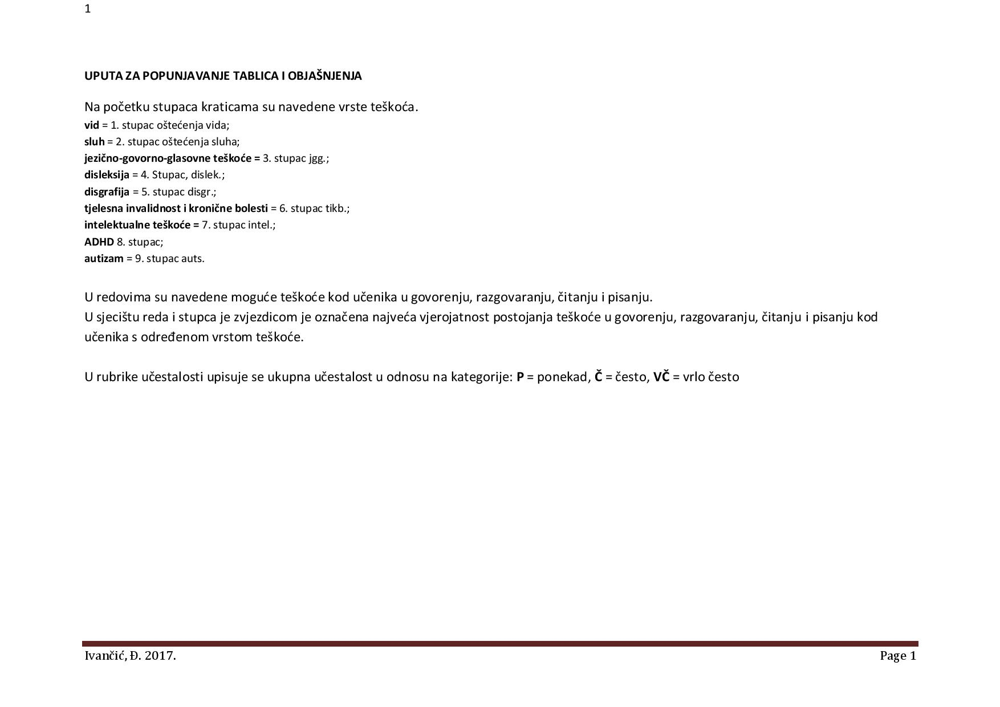 1
UPUTA ZA POPUNJAVANJE TABLICA I OBJAŠNJENJA
Na početku stupaca kraticama su navedene vrste teškoća.
vid = 1. stupac oštećenja vida;
sluh = 2. stupac oštećenja sluha;
jezično-govorno-glasovne teškoće = 3. stupac jgg.;
disleksija = 4. Stupac, dislek.;
disgrafija = 5. stupac disgr.;
tjelesna invalidnost i kronične bolesti = 6. stupac tikb.;
intelektualne teškoće = 7. stupac intel.;
ADHD 8. stupac;
autizam = 9. stupac auts.
U redovima su navedene moguće teškoće kod učenika u govorenju, razgovaranju, čitanju i pisanju.
U sjecištu reda i stupca je zvjezdicom je označena najveća vjerojatnost postojanja teškoće u govorenju, razgovaranju, čitanju i pisanju kod
učenika s određenom vrstom teškoće.
U rubrike učestalosti upisuje se ukupna učestalost u odnosu na kategorije: P = ponekad, Č = često, VČ = vrlo često
Ivančić, Đ. 2017.
Page 1